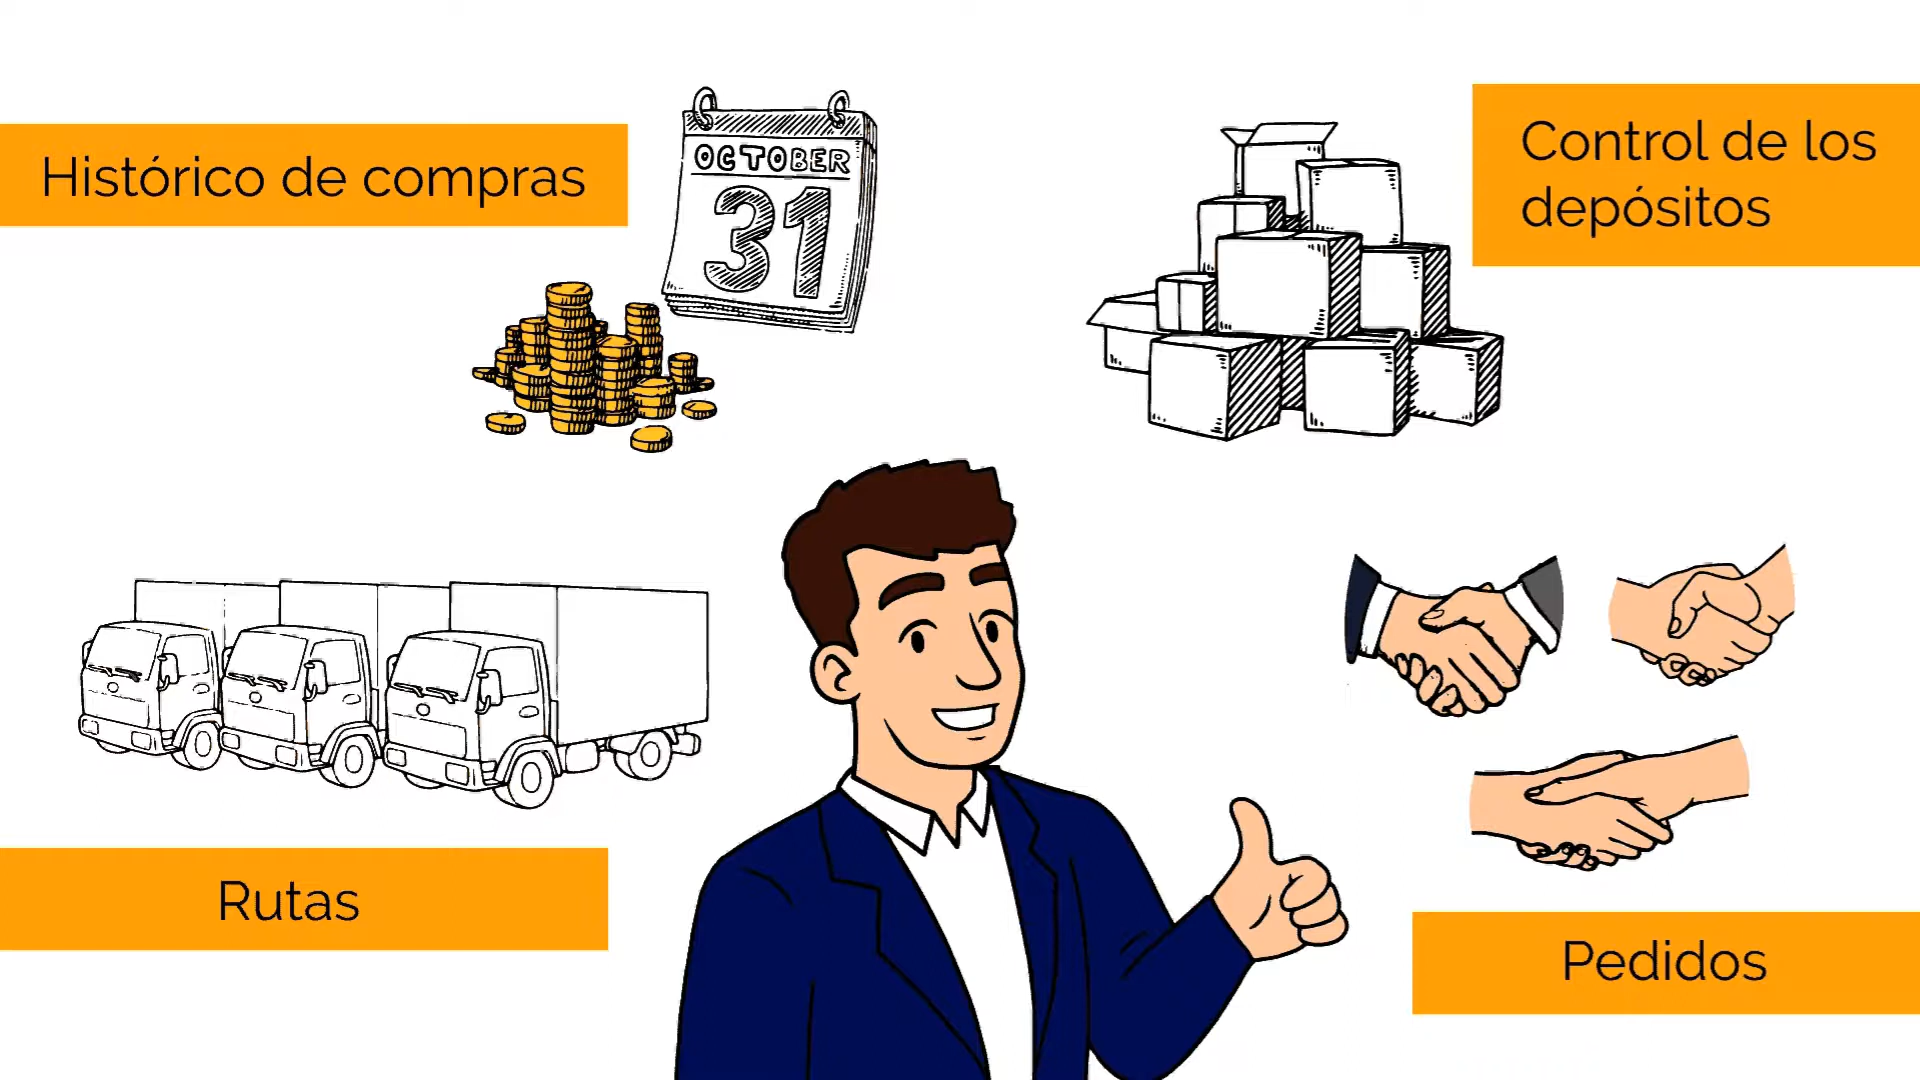 Histórico de compras
OCTOBER
31
Control de los
depósitos
Rutas
Pedidos